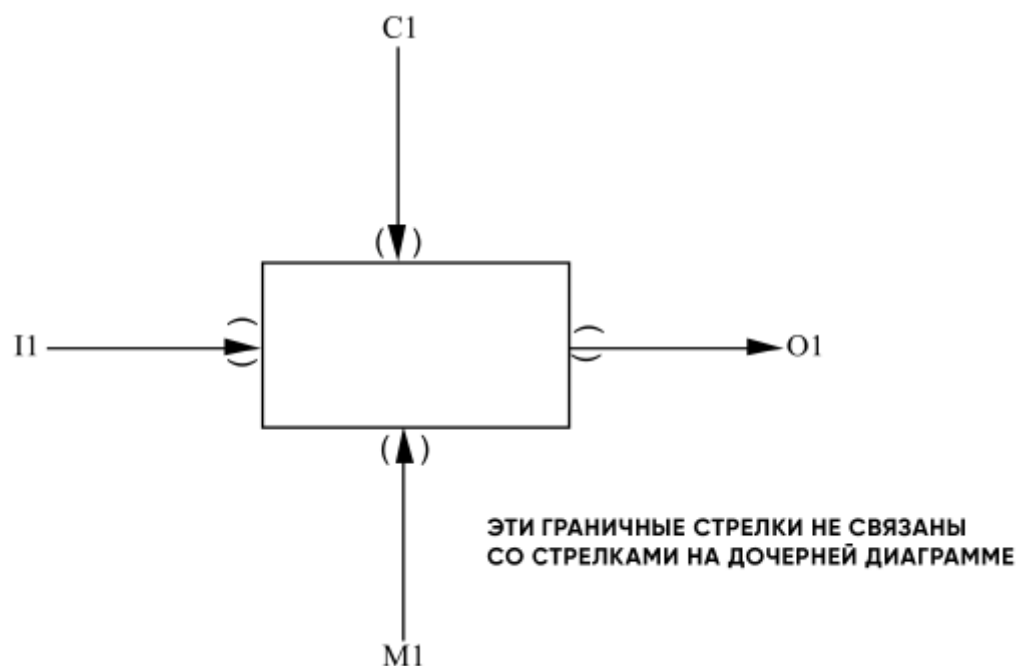 C1
( )
I1
( )
( )
O1
( )
ЭТИ ГРАНИЧНЫЕ СТРЕЛКИ НЕ СВЯЗАНЫ
СО СТРЕЛКАМИ НА ДОЧЕРНЕЙ ДИАГРАММЕ
M1